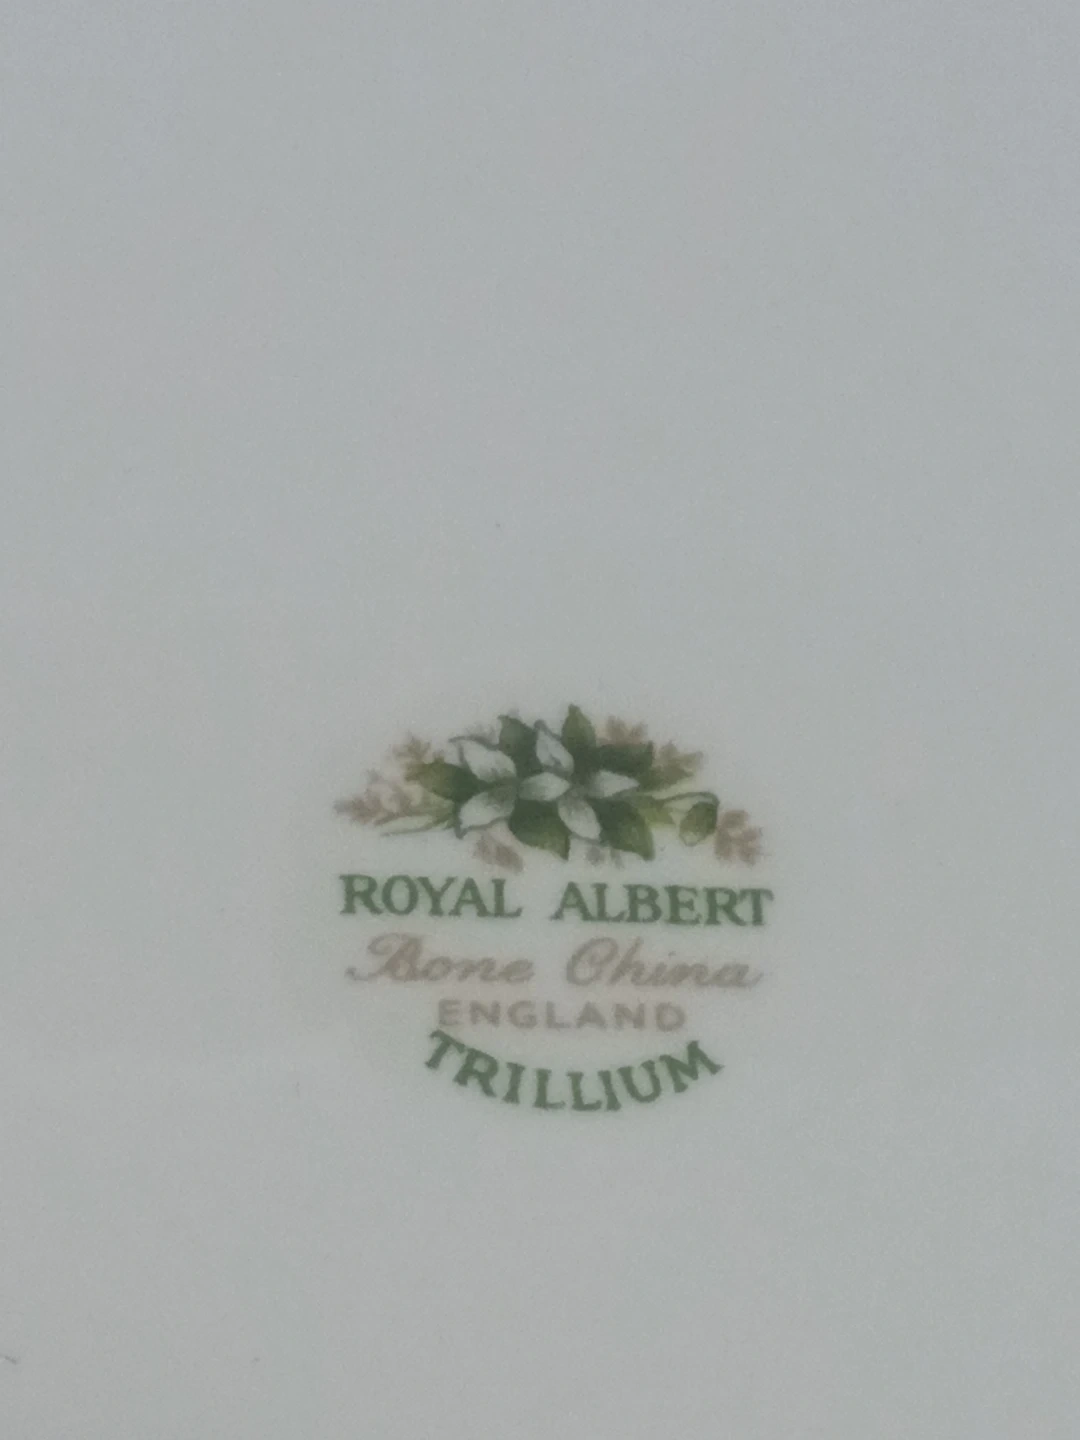 ROYAL ALBERT
Bone China
ENGLAND
TRILLIUM